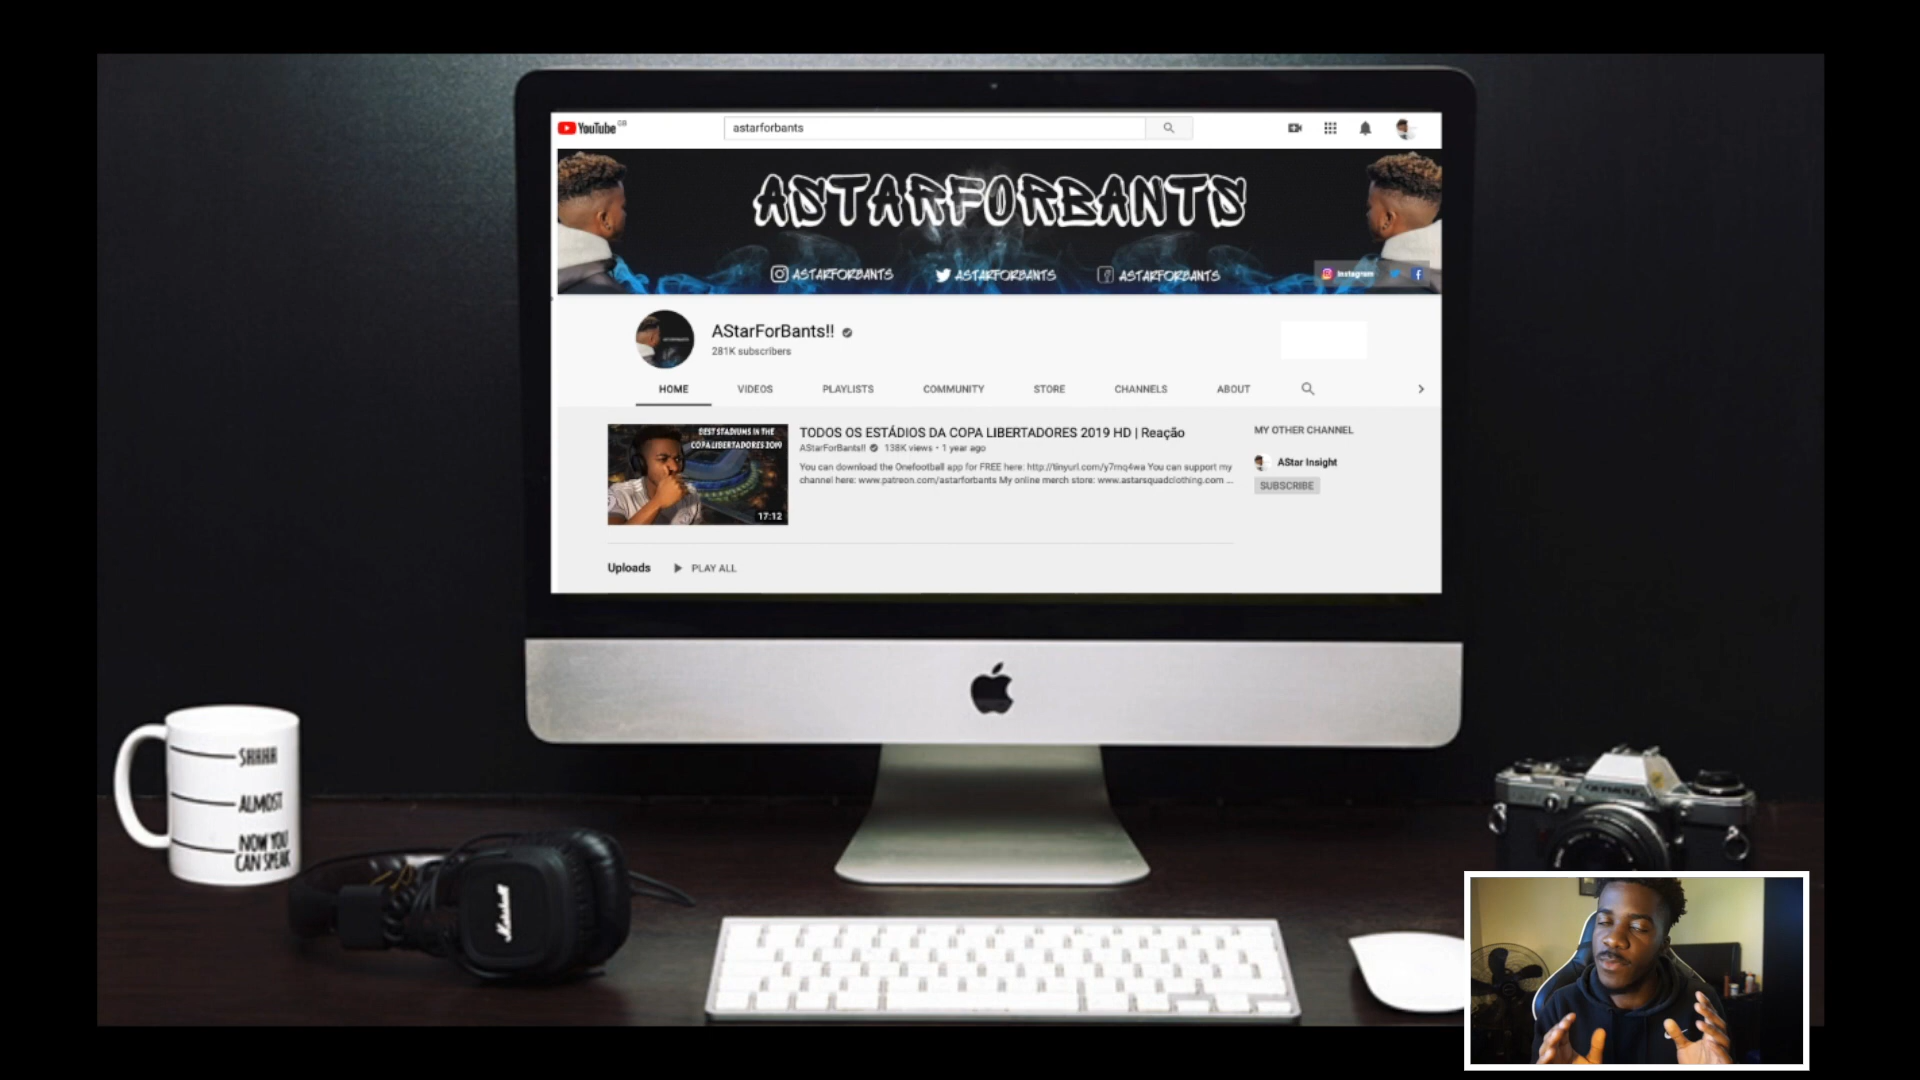 YouTube GB
astarforbants
ASTARFORBANTS
ASTARFORBANTS
ASTARFORBANTS
ASTARFORBANTS
Instagram
AStarForBants!!
281K subscribers
HOME VIDEOS PLAYLISTS COMMUNITY STORE CHANNELS ABOUT
BEST STADIUMS IN THE
COPA LIBERTADORES 2019
17:12
TODOS OS ESTÁDIOS DA COPA LIBERTADORES 2019 HD | Reação
AStarForBants!! 138K views • 1 year ago
You can download the Onefootball app for FREE here: http://tinyurl.com/y7mq4wa You can support my
channel here: www.patreon.com/astarforbants My online merch store: www.astarsquadclothing.com ...
MY OTHER CHANNEL
AStar Insight
SUBSCRIBE
Uploads PLAY ALL
SHHHH
ALMOST
NOW YOU
CAN SPEAK
Marshall
OLYMPUS